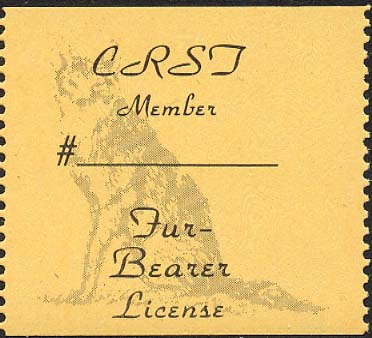 CRST
Member
#
Fur-
Bearer
License